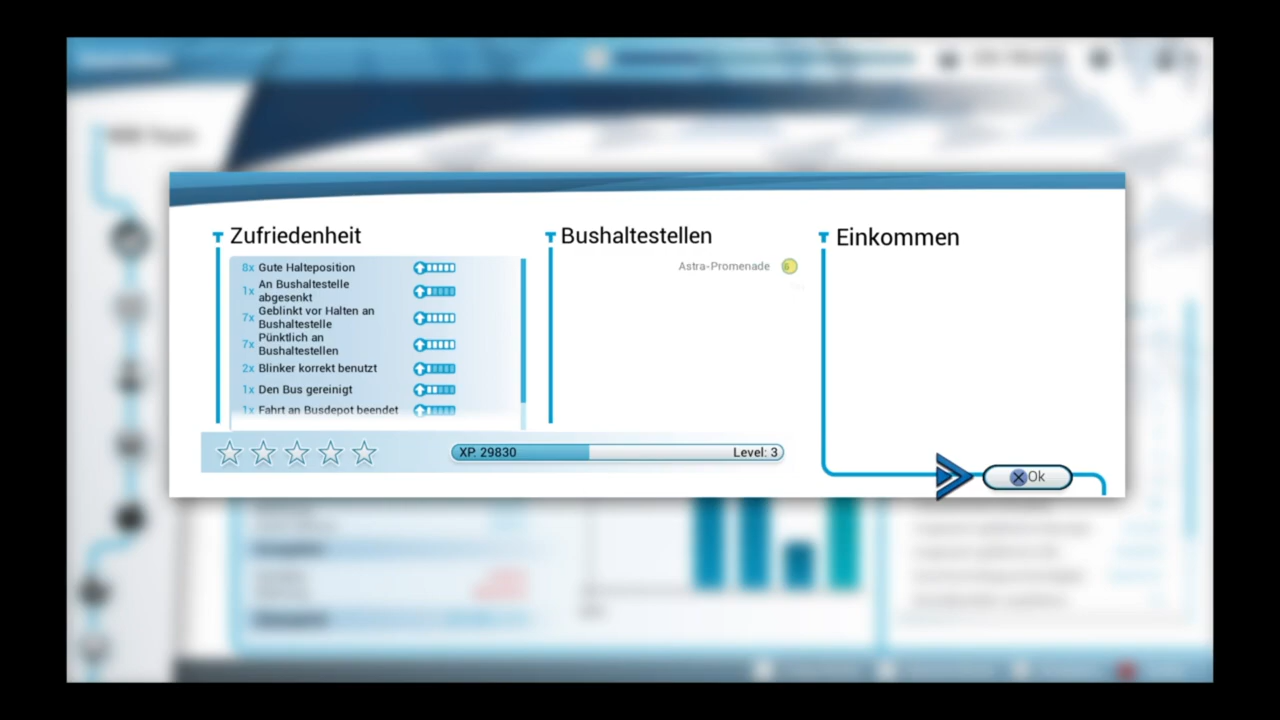 Zufriedenheit
8x Gute Halteposition
1x An Bushaltestelle
abgesenkt
7x Geblinkt vor Halten an
Bushaltestelle
7x Pünktlich an
Bushaltestellen
2x Blinker korrekt benutzt
1x Den Bus gereinigt
1x Fahrt an Busdepot beendet
XP: 29830 Level: 3
Bushaltestellen
Astra-Promenade 6
Einkommen
Ok